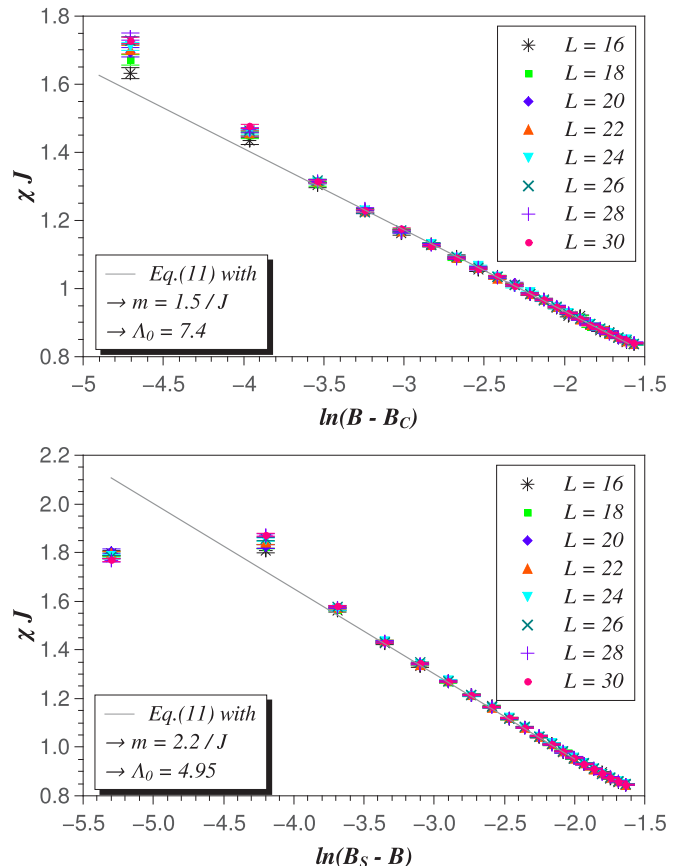 1.8
1.6
1.4
1.2
1
0.8
χ J
L = 16
L = 18
L = 20
L = 22
L = 24
L = 26
L = 28
L = 30
Eq.(11) with
→ m = 1.5 / J
→ Λ0 = 7.4
−5 −4.5 −4 −3.5 −3 −2.5 −2 −1.5
ln(B - BC)
2.2
2.0
1.8
1.6
1.4
1.2
1.0
0.8
χ J
L = 16
L = 18
L = 20
L = 22
L = 24
L = 26
L = 28
L = 30
Eq.(11) with
→ m = 2.2 / J
→ Λ0 = 4.95
−5.5 −5.0 −4.5 −4.0 −3.5 −3.0 −2.5 −2.0 −1.5
ln(BS - B)